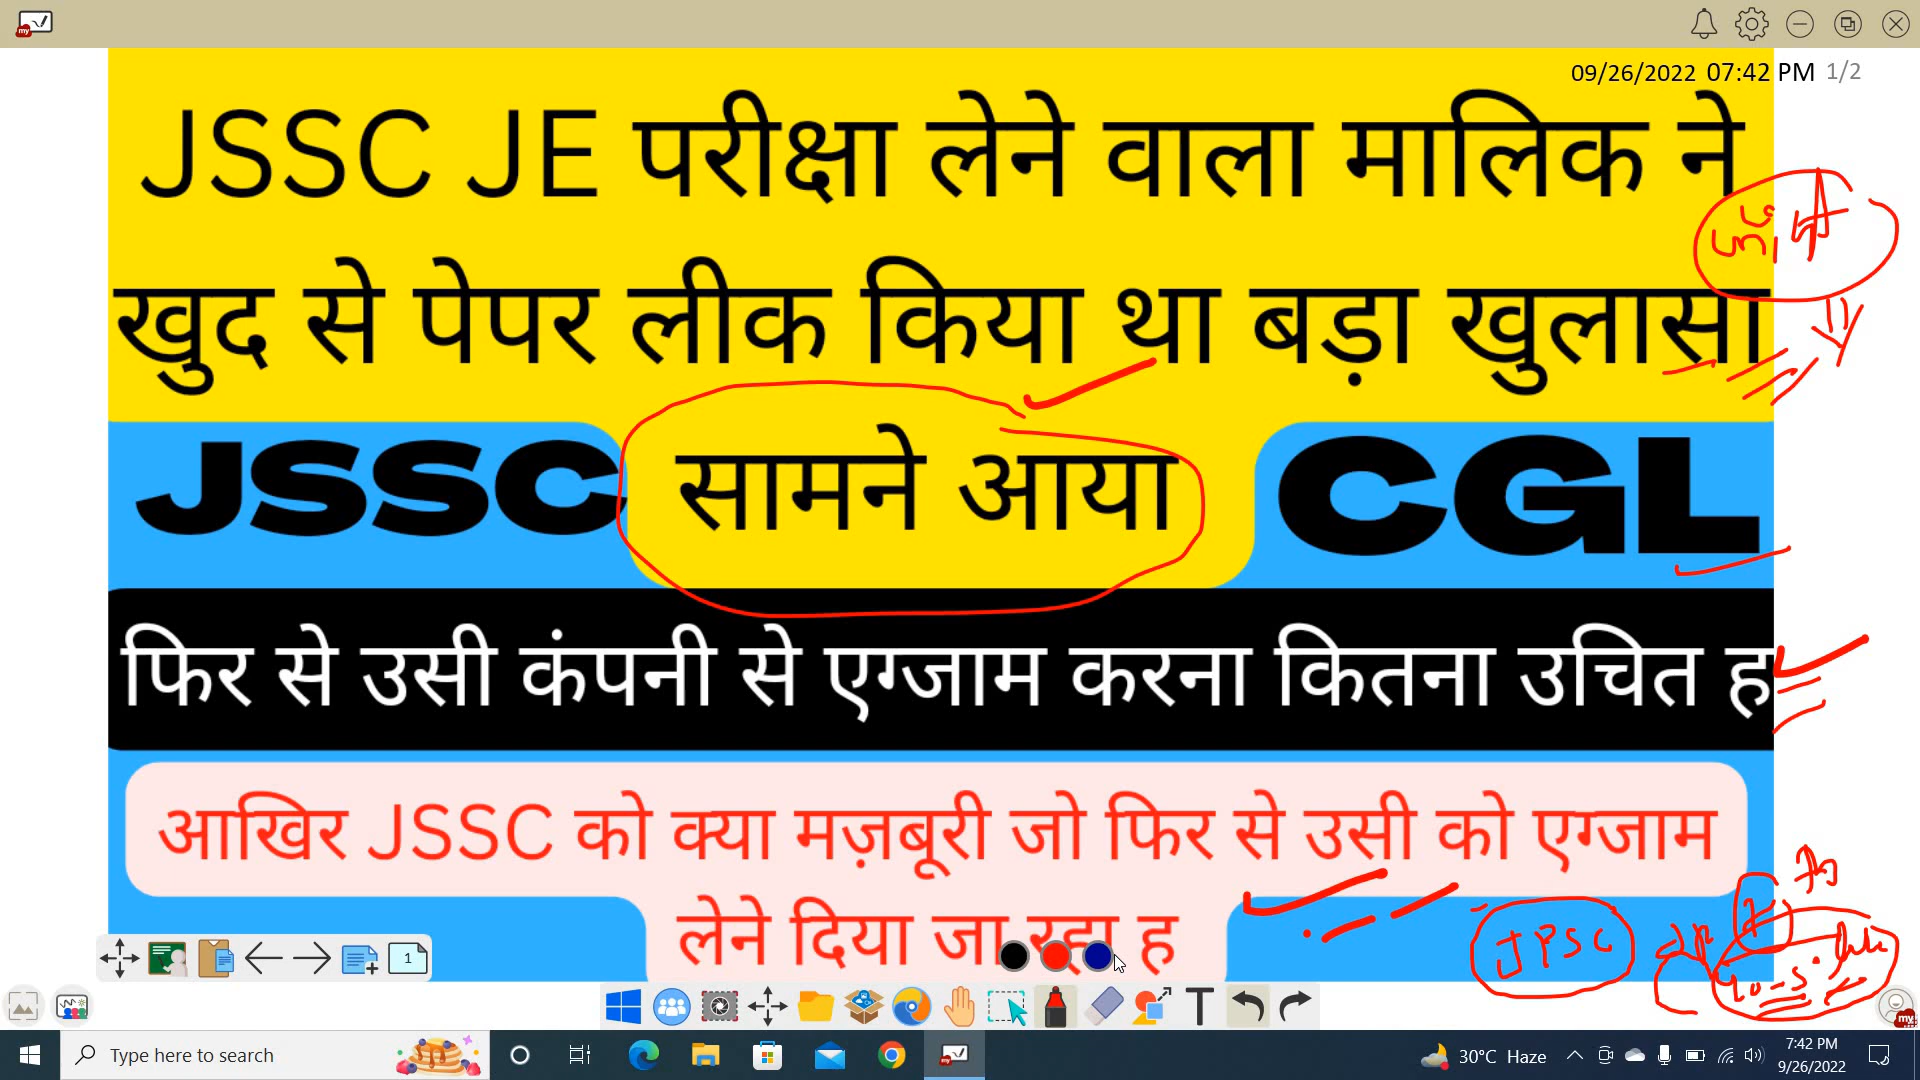 my
09/26/2022 07:42 PM 1/2
JSSC JE परीक्षा लेने वाला मालिक ने
खुद से पेपर लीक किया था बड़ा खुलासा
JSSC सामने आया CGL
फिर से उसी कंपनी से एग्जाम करना कितना उचित ह
आखिर JSSC को क्या मज़बूरी जो फिर से उसी को एग्जाम
लेने दिया जा रहा ह
JPSC
1
T
my
Type here to search
30°C Haze
7:42 PM
9/26/2022